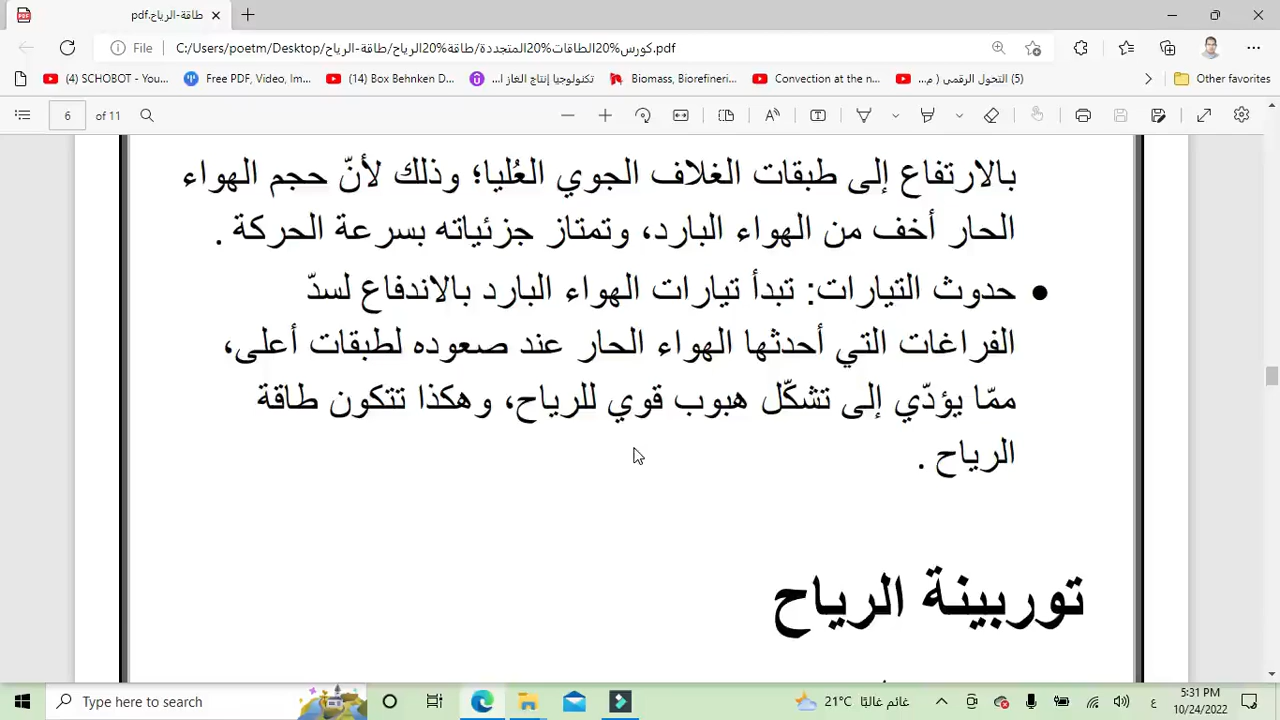 طاقة-الرياح.pdf
File C:/Users/poetm/Desktop/كورس%20الطاقات%20المتجددة/طاقة%20الرياح/طاقة-الرياح.pdf
(4) SCHOBOT - You...
Free PDF, Video, Im...
(14) Box Behnken D...
تكنولوجيا إنتاج الغاز ا...
Biomass, Biorefineri...
Convection at the n...
(5) التحول الرقمى ( م...
Other favorites
6 of 11
بالارتفاع إلى طبقات الغلاف الجوي العُليا؛ وذلك لأنّ حجم الهواء
الحار أخف من الهواء البارد، وتمتاز جزئياته بسرعة الحركة .
• حدوث التيارات: تبدأ تيارات الهواء البارد بالاندفاع لسدّ
الفراغات التي أحدثها الهواء الحار عند صعوده لطبقات أعلى،
ممّا يؤدّي إلى تشكّل هبوب قوي للرياح، وهكذا تتكون طاقة
الرياح .
توربينة الرياح
Type here to search
21°C غائم غالبًا
ع
5:31 PM
10/24/2022